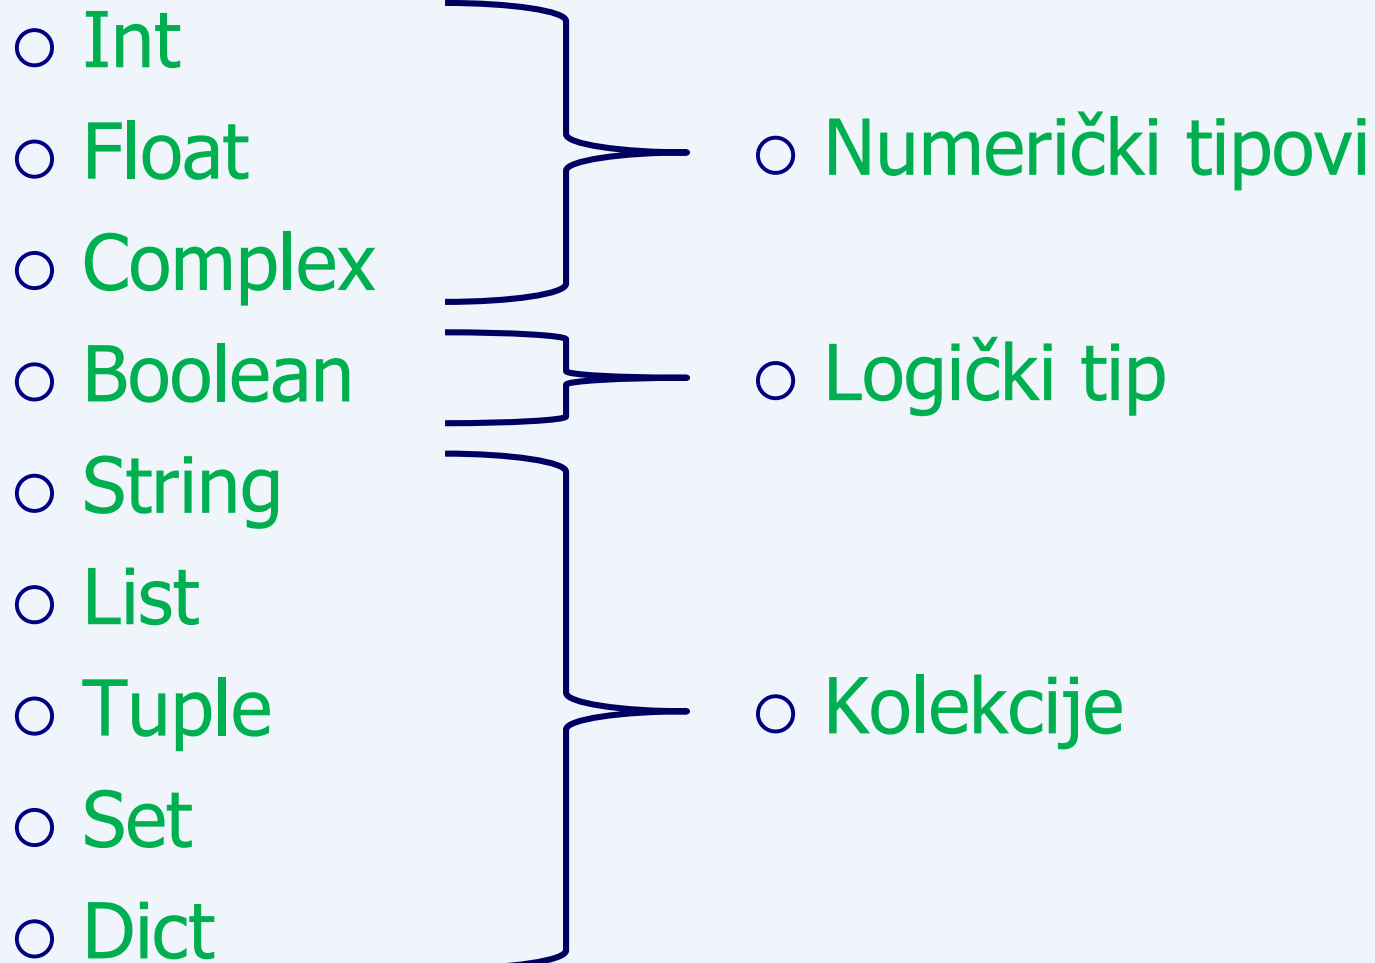 Int
Float
Complex
Boolean
String
List
Tuple
Set
Dict
Numerički tipovi
Logički tip
Kolekcije